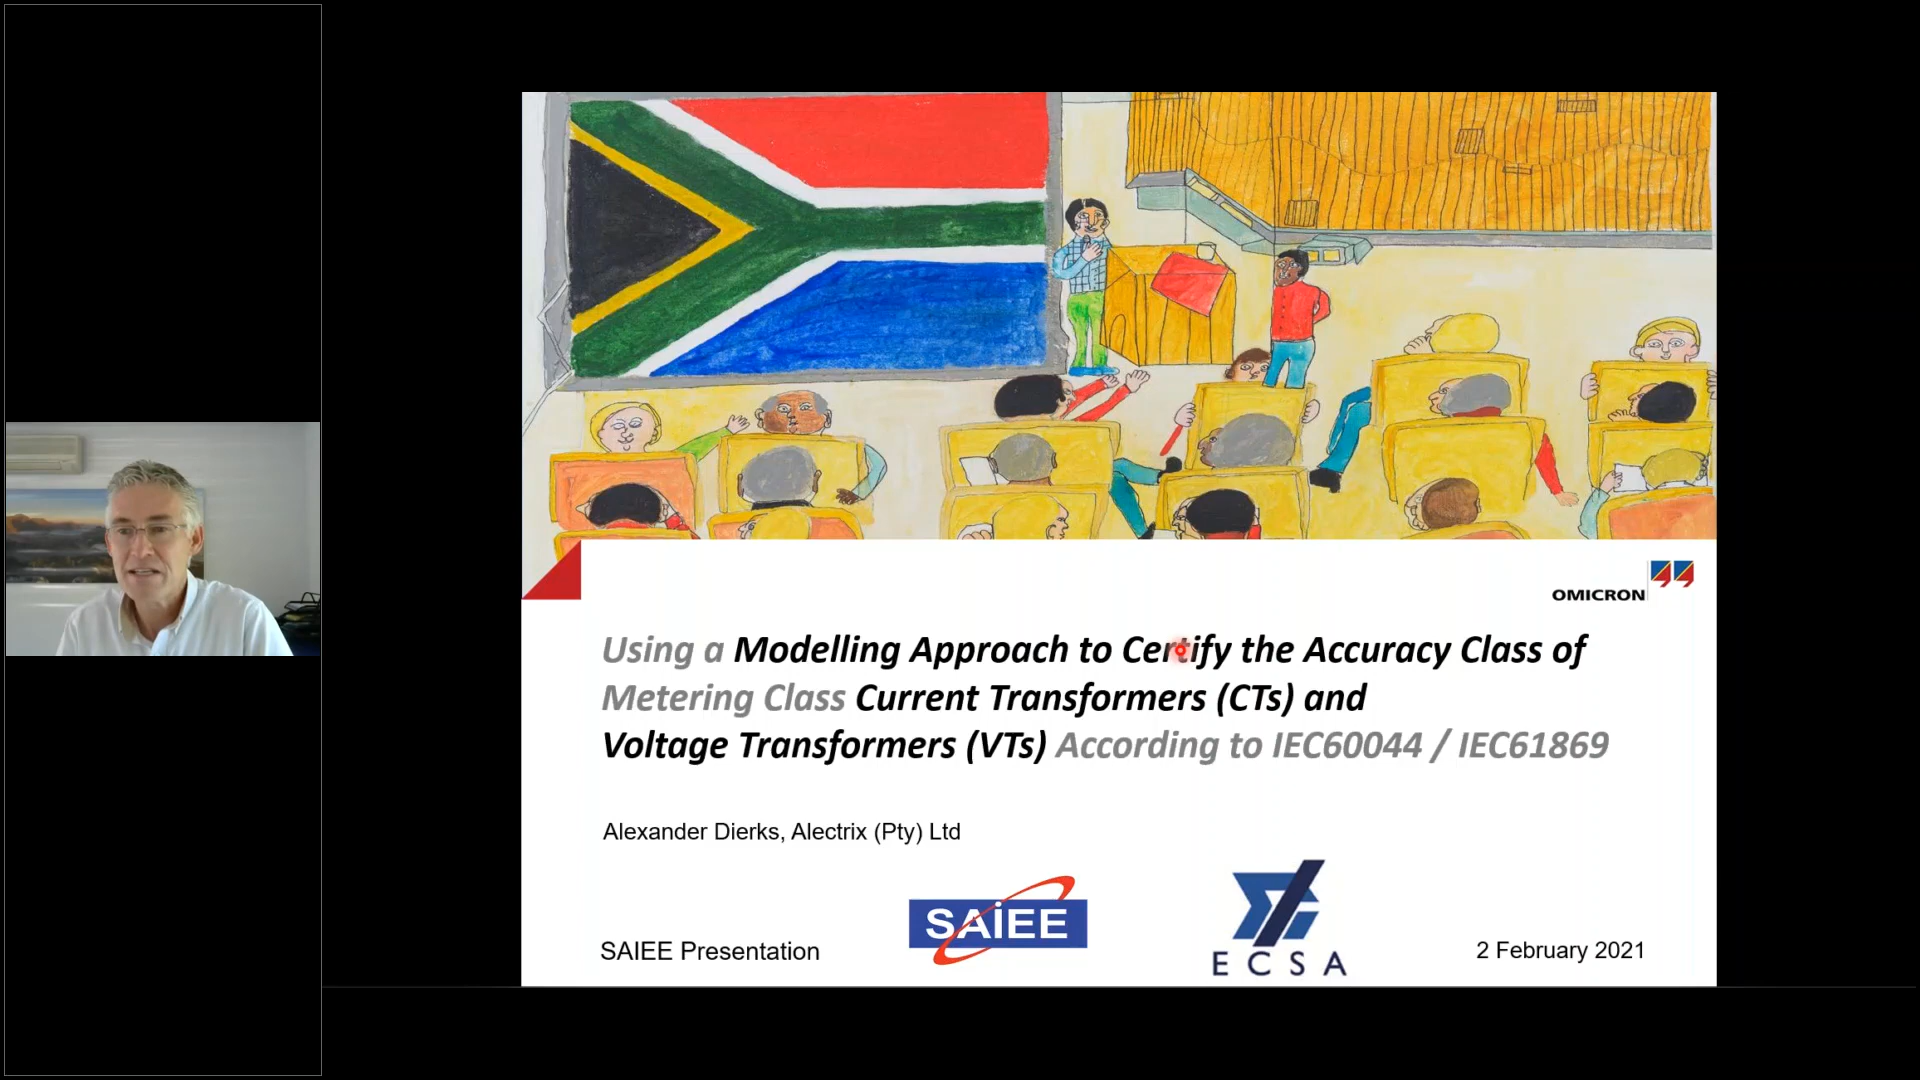 OMICRON
Using a Modelling Approach to Certify the Accuracy Class of
Metering Class Current Transformers (CTs) and
Voltage Transformers (VTs) According to IEC60044 / IEC61869
Alexander Dierks, Alectrix (Pty) Ltd
SAIEE
ECSA
SAIEE Presentation
2 February 2021